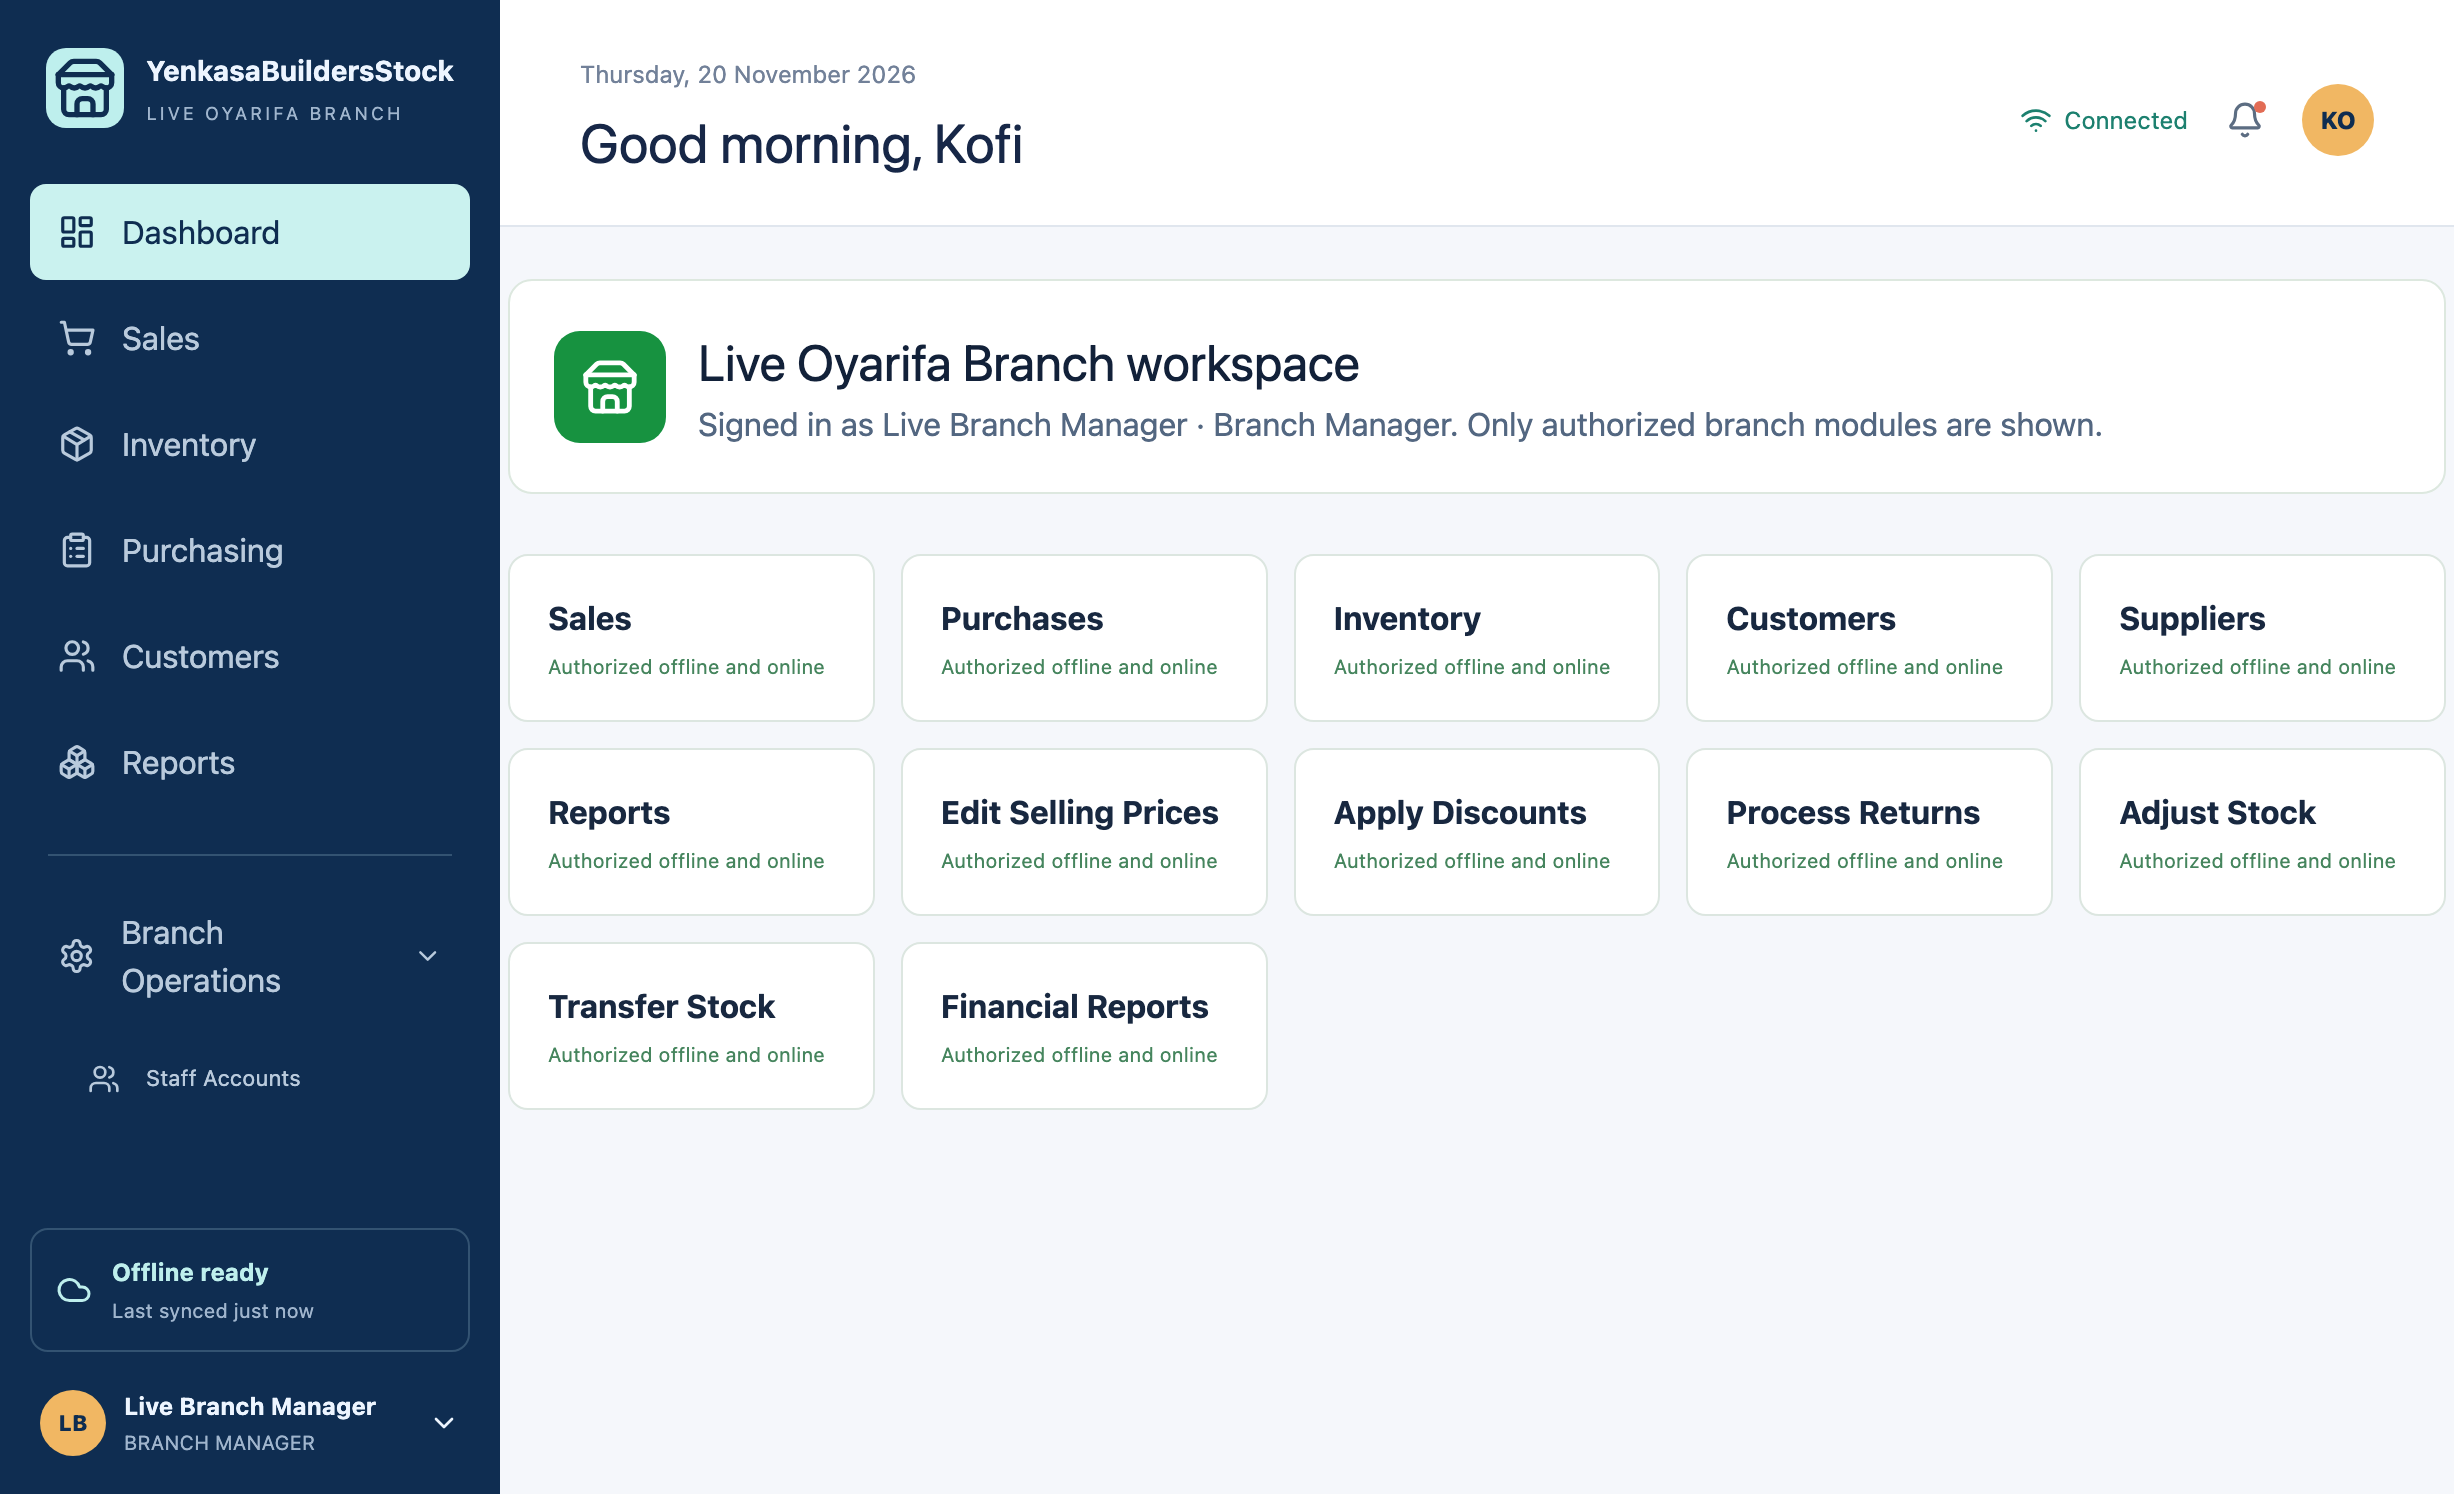 YenkasaBuildersStock
LIVE OYARIFA BRANCH
Dashboard
Sales
Inventory
Purchasing
Customers
Reports
Branch
Operations
Staff Accounts
Offline ready
Last synced just now
LB
Live Branch Manager
BRANCH MANAGER
Thursday, 20 November 2026
Good morning, Kofi
Connected
KO
Live Oyarifa Branch workspace
Signed in as Live Branch Manager · Branch Manager. Only authorized branch modules are shown.
Sales
Authorized offline and online
Purchases
Authorized offline and online
Inventory
Authorized offline and online
Customers
Authorized offline and online
Suppliers
Authorized offline and online
Reports
Authorized offline and online
Edit Selling Prices
Authorized offline and online
Apply Discounts
Authorized offline and online
Process Returns
Authorized offline and online
Adjust Stock
Authorized offline and online
Transfer Stock
Authorized offline and online
Financial Reports
Authorized offline and online